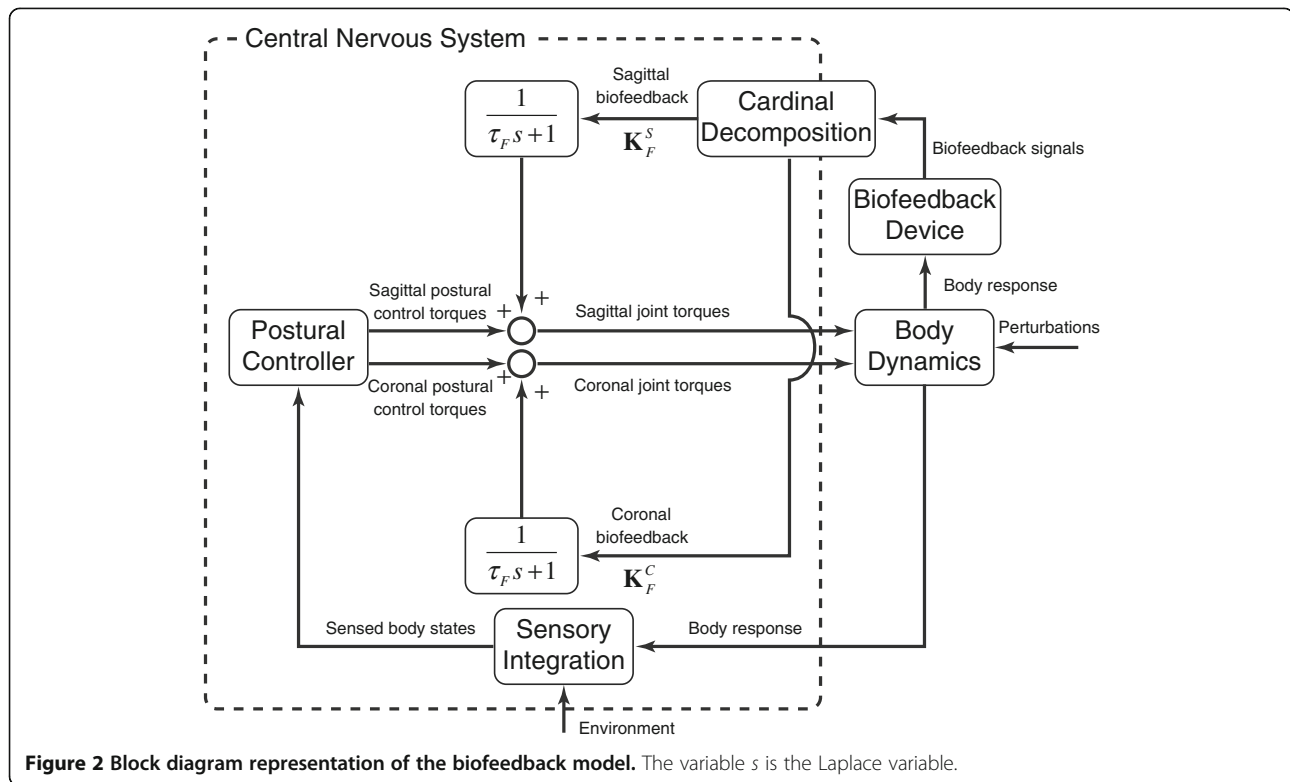 Central Nervous System
Sagittal
biofeedback
K_F^S
1
τ_F s+1
Cardinal
Decomposition
Biofeedback signals
Biofeedback
Device
Body response
Sagittal postural
control torques
+
+
Sagittal joint torques
Postural
Controller
Body
Dynamics
Perturbations
Coronal postural
control torques
+
+
Coronal joint torques
1
τ_F s+1
Coronal
biofeedback
K_F^C
Sensed body states
Sensory
Integration
Body response
Environment
Figure 2 Block diagram representation of the biofeedback model. The variable s is the Laplace variable.